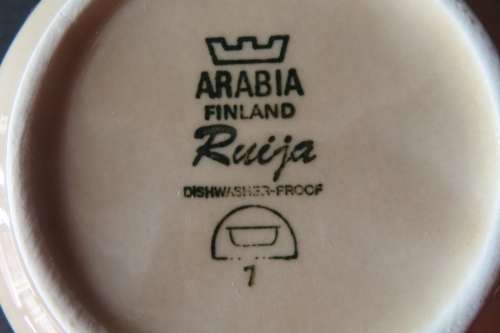 ARABIA
FINLAND
Ruija
DISHWASHER-PROOF
7